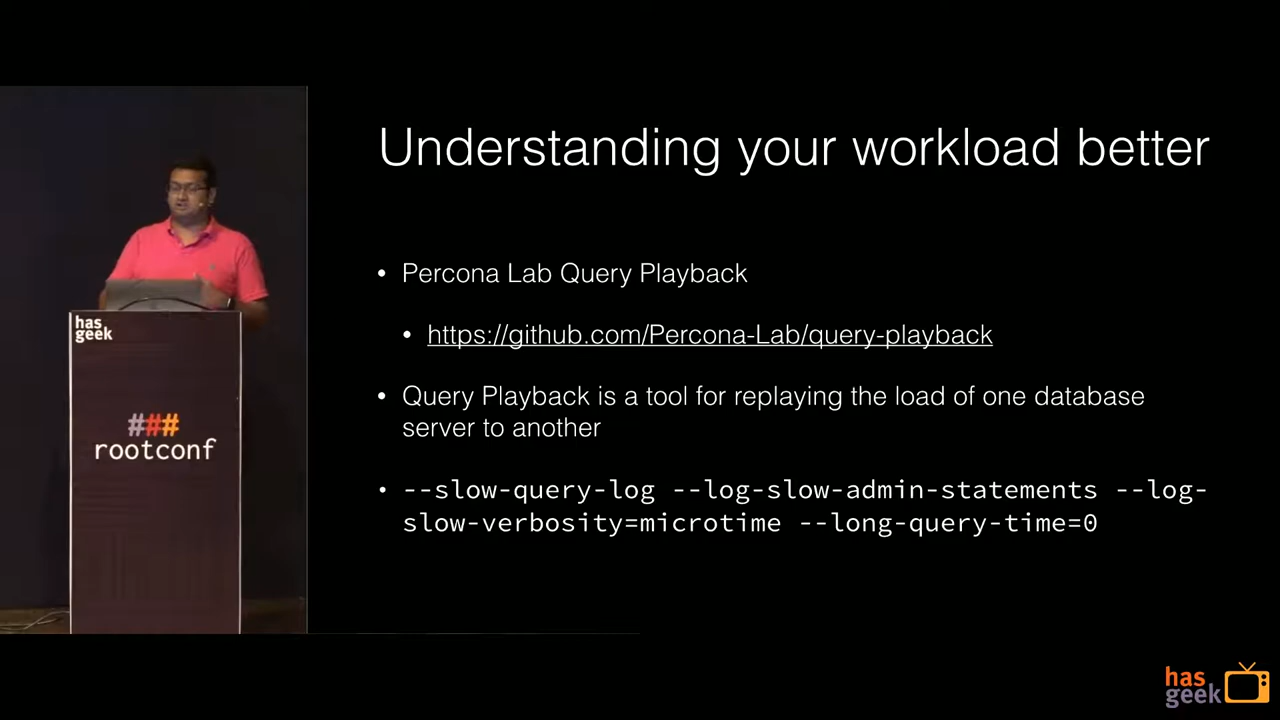 Understanding your workload better
• Percona Lab Query Playback
• https://github.com/Percona-Lab/query-playback
• Query Playback is a tool for replaying the load of one database
server to another
• --slow-query-log --log-slow-admin-statements --log-
slow-verbosity=microtime --long-query-time=0
has
geek
###
rootconf
has
geek